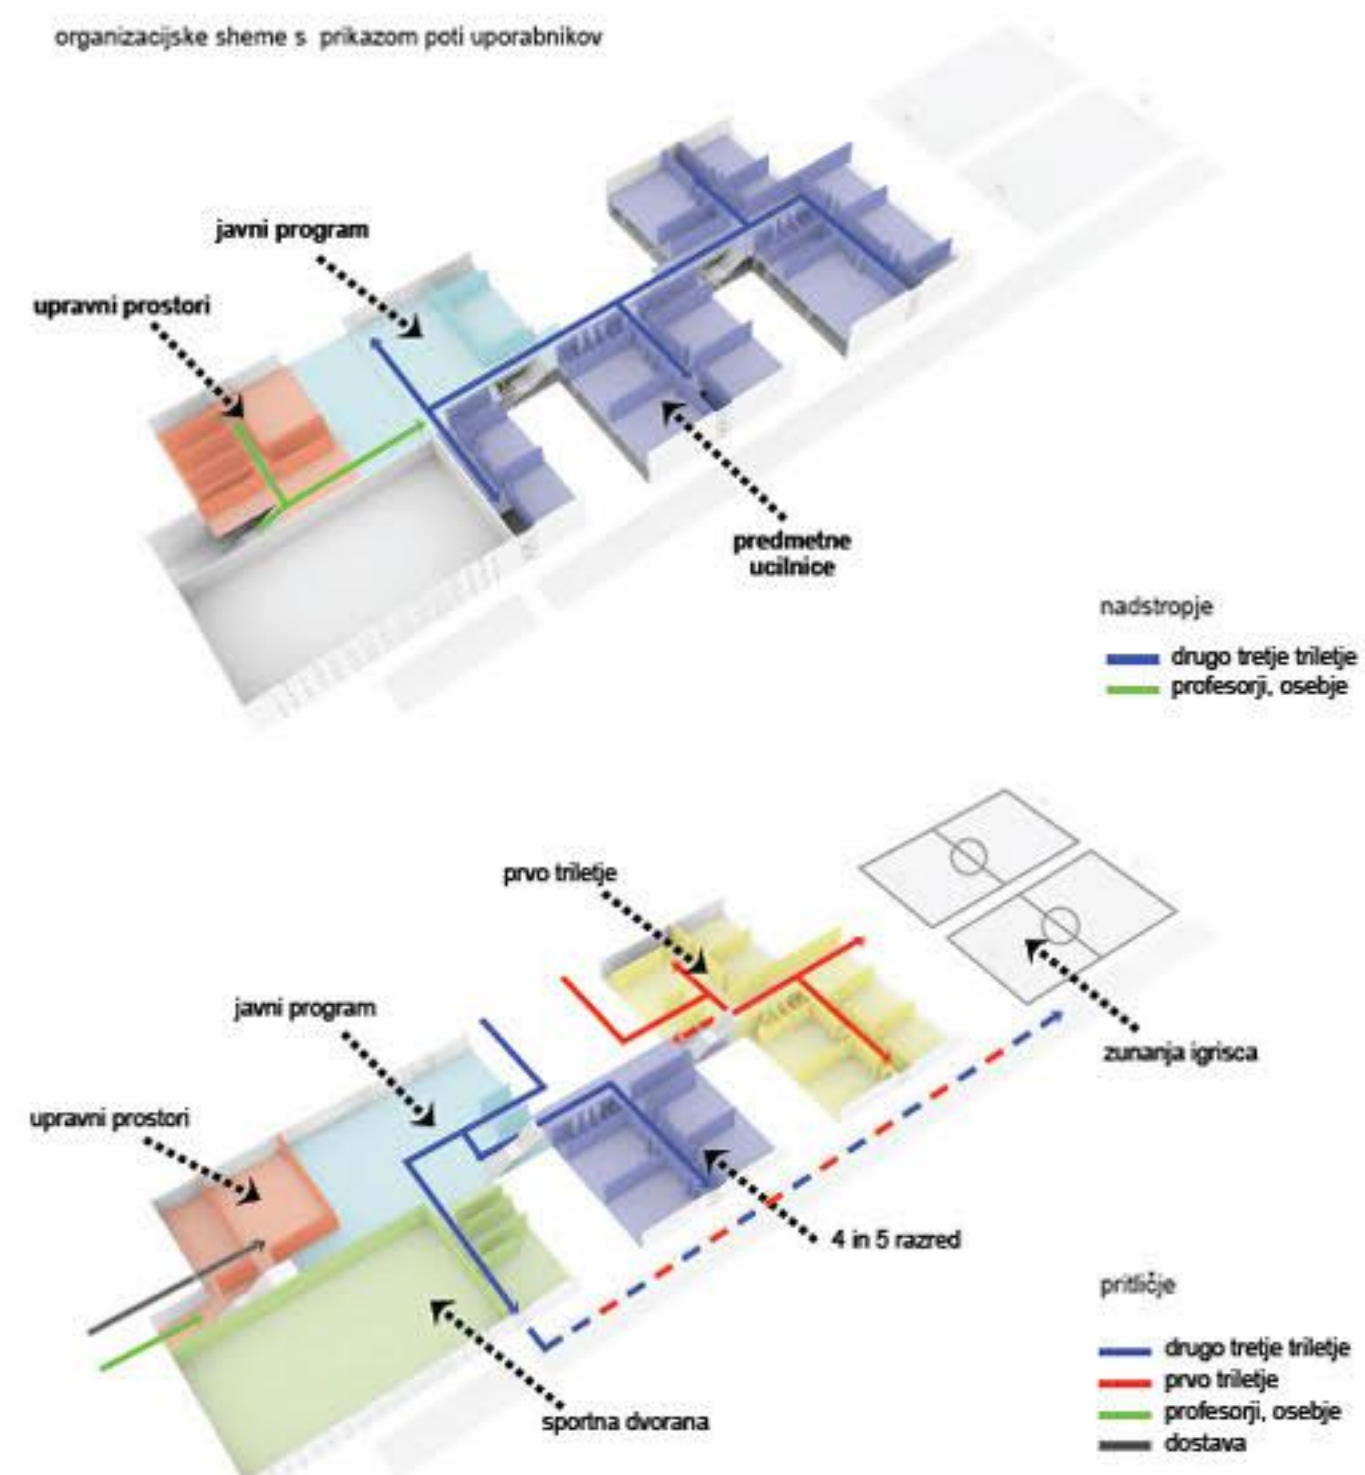 organizacijske sheme s prikazom poti uporabnikov
javni program
upravni prostori
predmetne
ucilnice
nadstropje
drugo tretje triletje
profesorji, osebje
prvo triletje
javni program
zunanja igrisca
upravni prostori
4 in 5 razred
pritličje
drugo tretje triletje
prvo triletje
profesorji, osebje
dostava
sportna dvorana